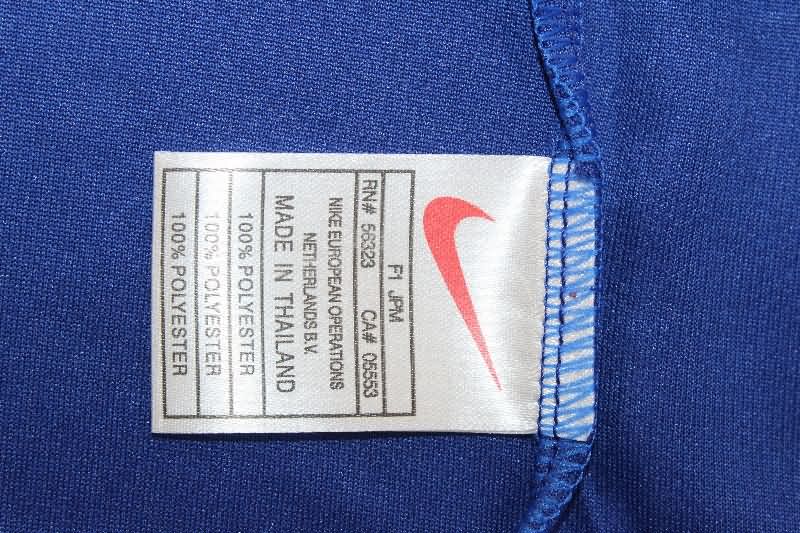 F1 JPM
RN# 56323 CA# 05553
NIKE EUROPEAN OPERATIONS
NETHERLANDS B.V.
MADE IN THAILAND
100% POLYESTER
100% POLYESTER
100% POLYESTER